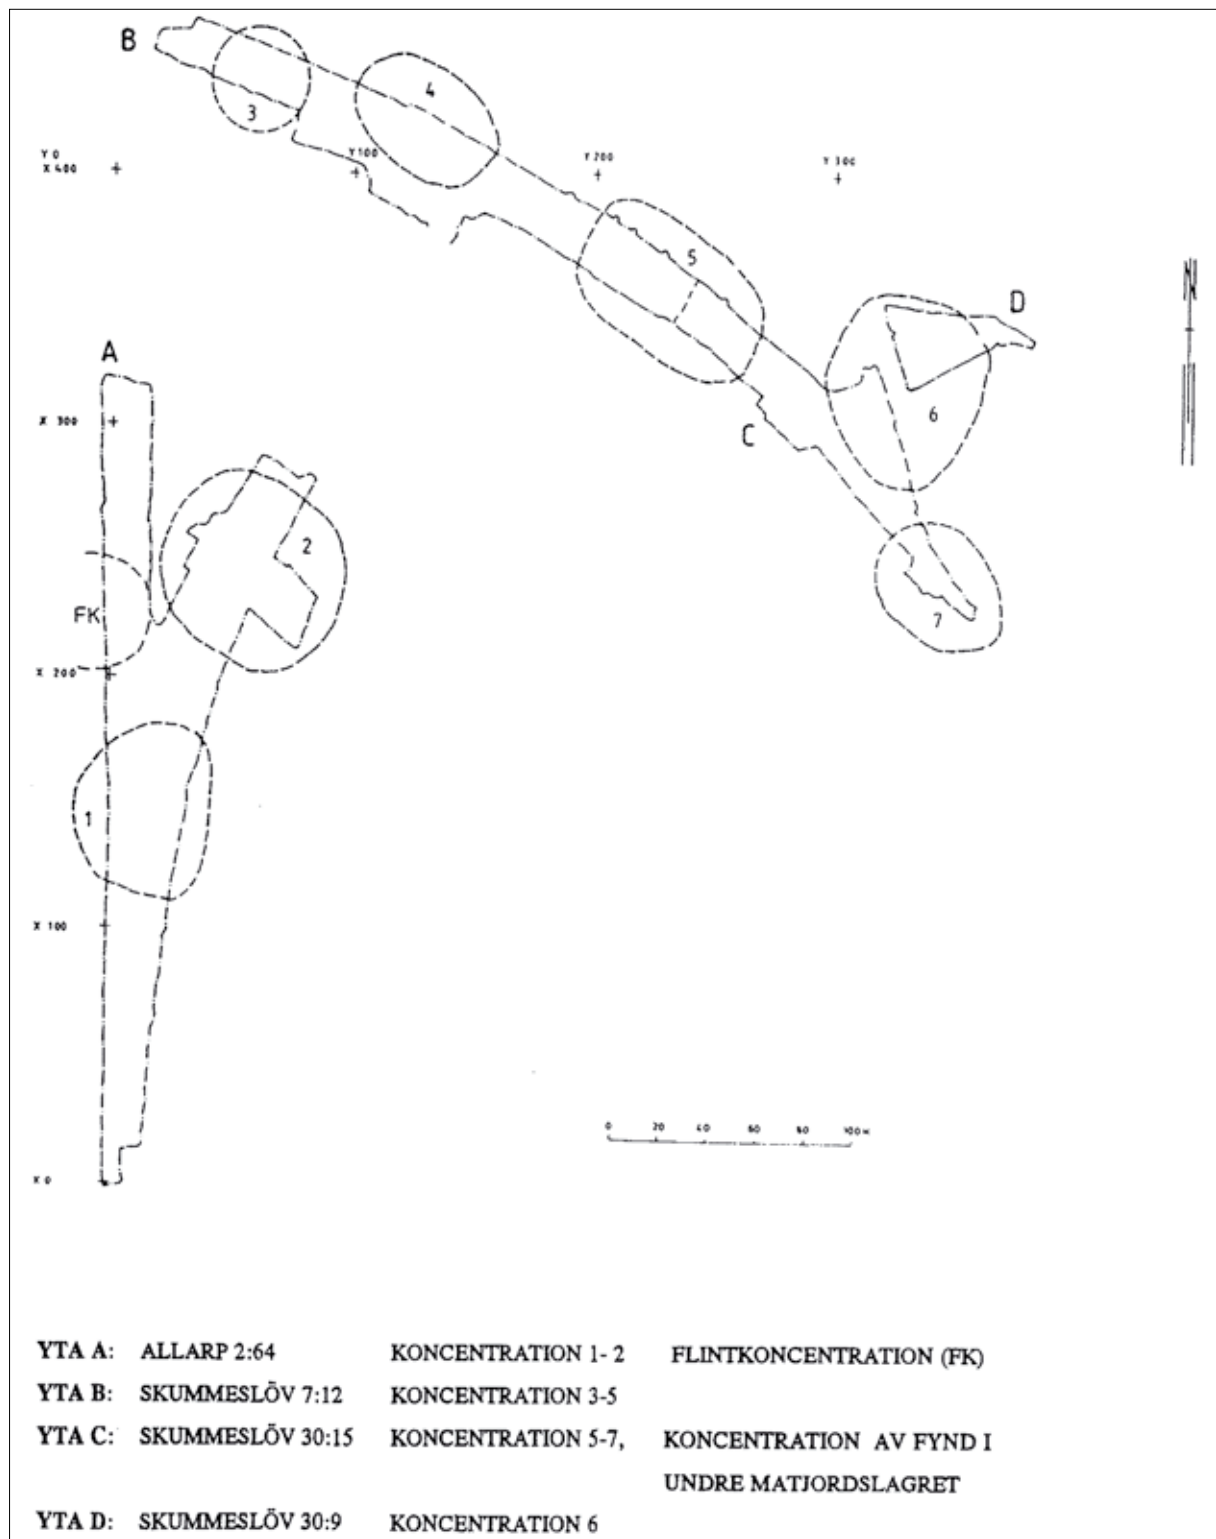 B
3
4
Y 0
X 400
Y 100
Y 200
Y 300
5
N
D
A
X 300
6
C
2
FK
7
X 200
1
X 100
0 20 40 60 80 100 M
X 0
YTA A: ALLARP 2:64 KONCENTRATION 1- 2 FLINTKONCENTRATION (FK)
YTA B: SKUMMESLÖV 7:12 KONCENTRATION 3-5
YTA C: SKUMMESLÖV 30:15 KONCENTRATION 5-7, KONCENTRATION AV FYND I
UNDRE MATJORDSLAGRET
YTA D: SKUMMESLÖV 30:9 KONCENTRATION 6